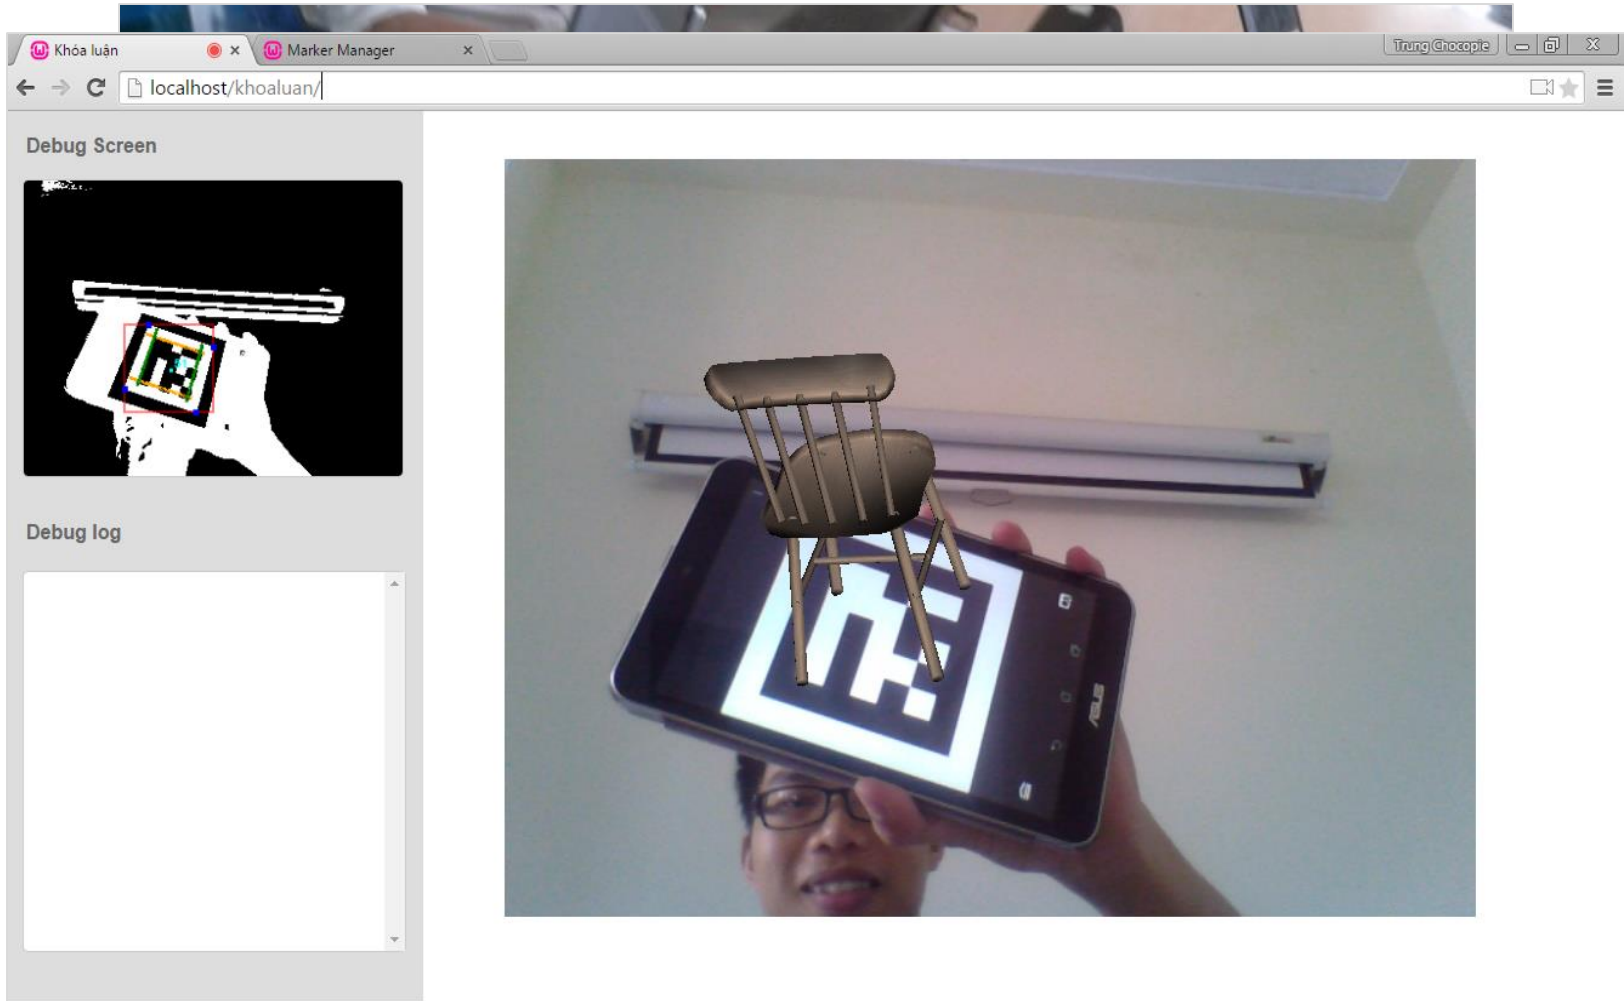 Khóa luận
Marker Manager
Trung Chocopie
localhost/khoaluan/
Debug Screen
Debug log
ASUS